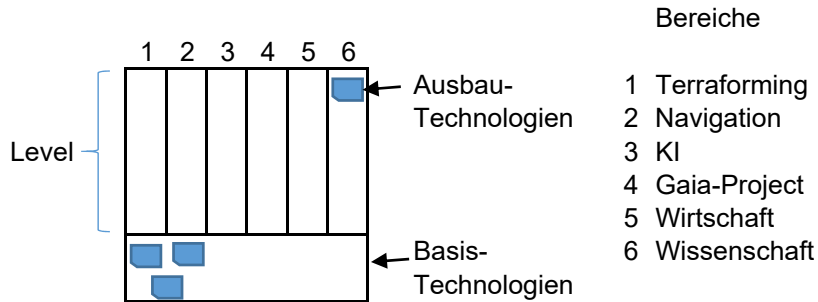 Bereiche
1 2 3 4 5 6
Ausbau-
Technologien
Level
Basis-
Technologien
1 Terraforming
2 Navigation
3 KI
4 Gaia-Project
5 Wirtschaft
6 Wissenschaft